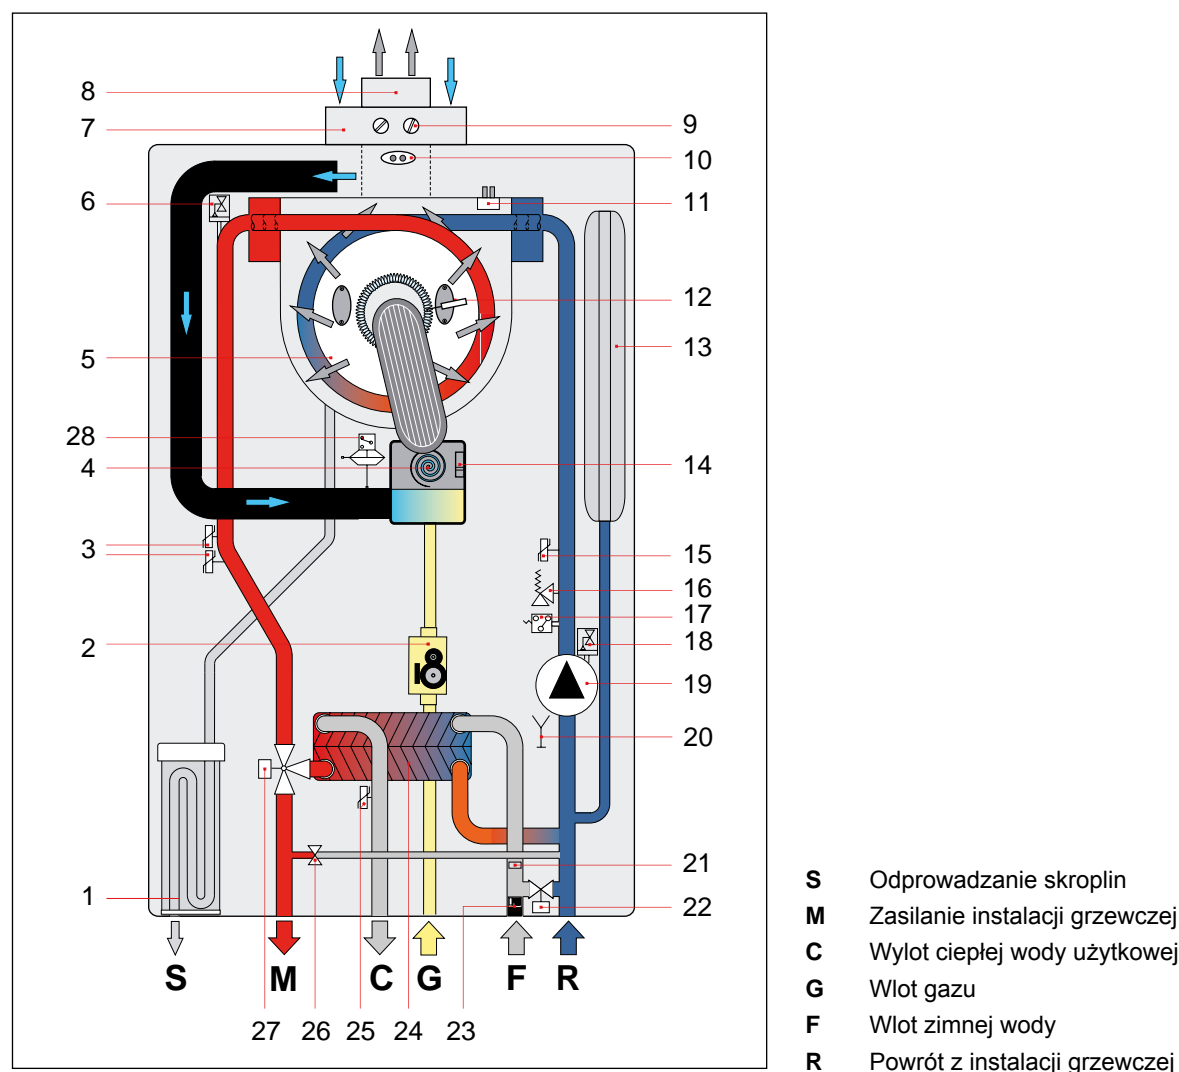 8
7
9
10
6
11
12
13
5
28
4
14
3
15
16
17
2
18
19
20
1
21
22
S
M
C
G
F
R
27
26
25
24
23
S Odprowadzanie skroplin
M Zasilanie instalacji grzewczej
C Wylot ciepłej wody użytkowej
G Wlot gazu
F Wlot zimnej wody
R Powrót z instalacji grzewczej